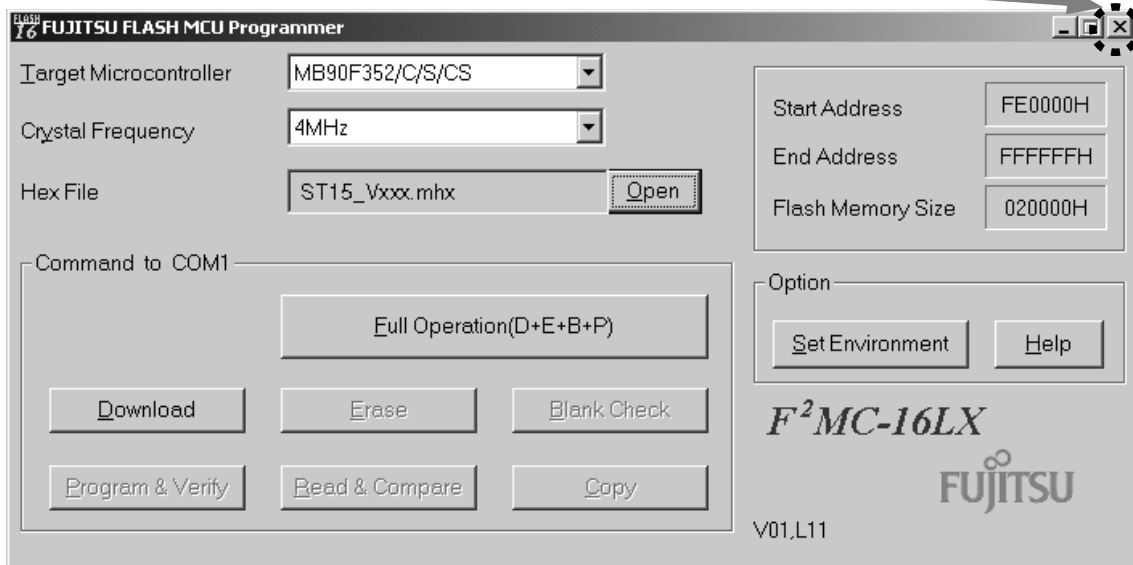 FLASH
16 FUJITSU FLASH MCU Programmer
Target Microcontroller MB90F352/C/S/CS
Crystal Frequency 4MHz
Hex File ST15_Vxxx.mhx Open
Start Address FE0000H
End Address FFFFFFH
Flash Memory Size 020000H
Command to COM1
Full Operation(D+E+B+P)
Download Erase Blank Check
Program & Verify Read & Compare Copy
Option
Set Environment Help
F²MC-16LX
FUJITSU
V01,L11